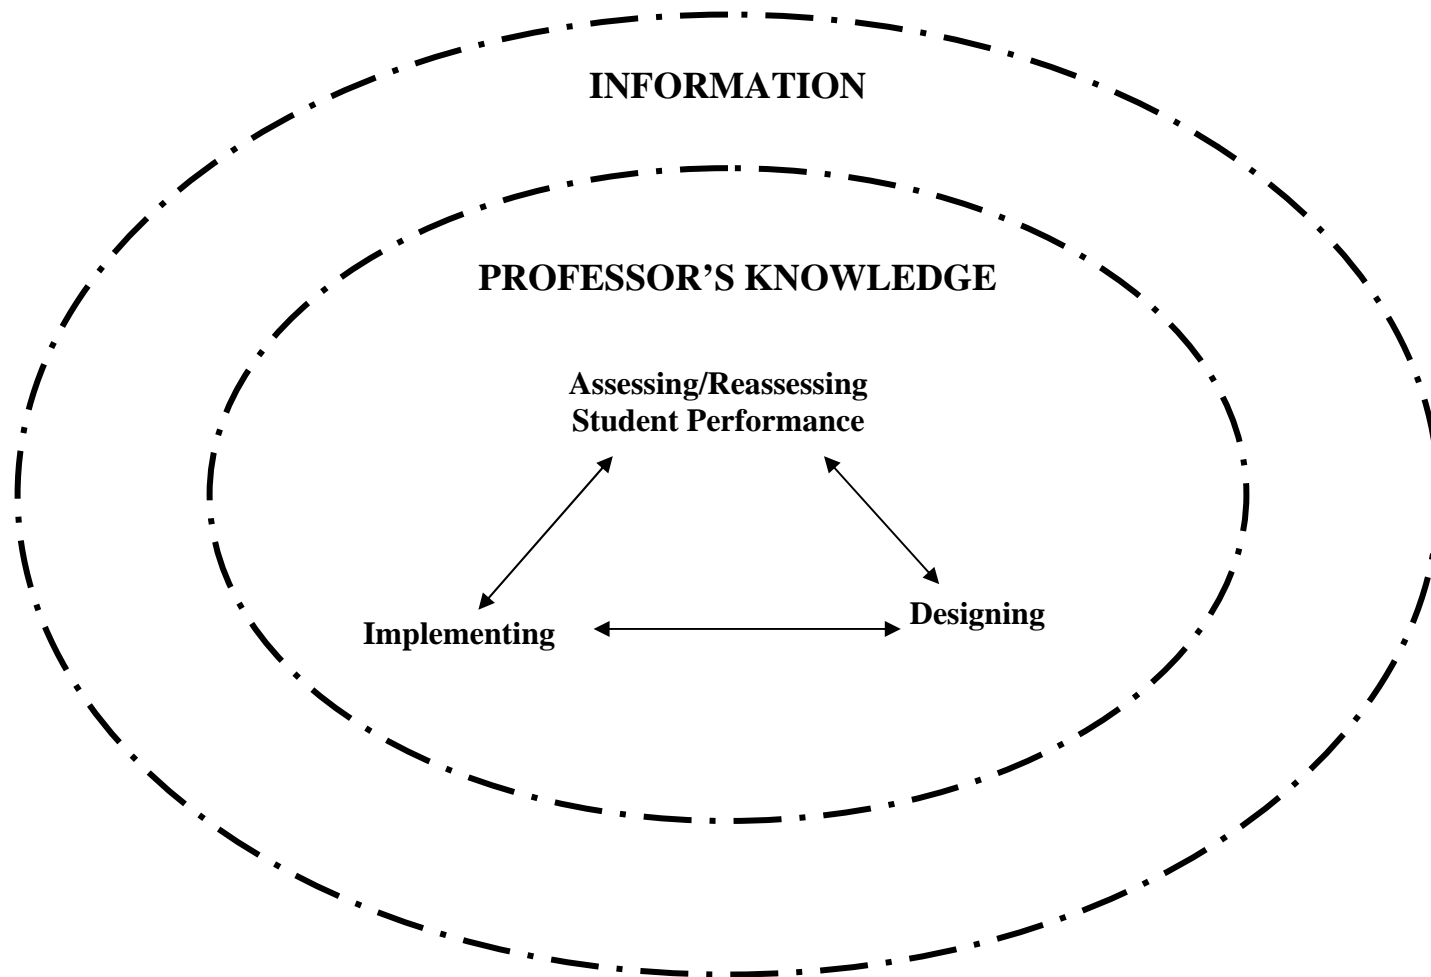 INFORMATION
PROFESSOR’S KNOWLEDGE
Assessing/Reassessing
Student Performance
Implementing
Designing